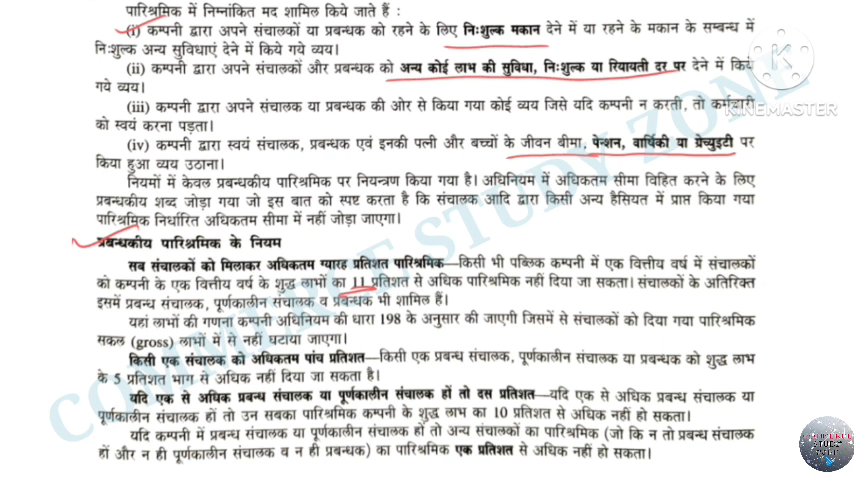 पारिश्रमिक में निम्नांकित मद शामिल किये जाते हैं :
(i) कम्पनी द्वारा अपने संचालकों या प्रबन्धक को रहने के लिए निःशुल्क मकान देने में या रहने के मकान के सम्बन्ध में
निःशुल्क अन्य सुविधाएं देने में किये गये व्यय।
(ii) कम्पनी द्वारा अपने संचालकों और प्रबन्धक को अन्य कोई लाभ की सुविधा, निःशुल्क या रियायती दर पर देने में किये
गये व्यय।
(iii) कम्पनी द्वारा अपने संचालक या प्रबन्धक की ओर से किया गया कोई व्यय जिसे यदि कम्पनी न करती, तो कर्मचारी
को स्वयं करना पड़ता।
(iv) कम्पनी द्वारा स्वयं संचालक, प्रबन्धक एवं इनकी पत्नी और बच्चों के जीवन बीमा, पेन्शन, वार्षिकी या ग्रेच्युइटी पर
किया हुआ व्यय उठाना।
नियमों में केवल प्रबन्धकीय पारिश्रमिक पर नियन्त्रण किया गया है। अधिनियम में अधिकतम सीमा विहित करने के लिए
प्रबन्धकीय शब्द जोड़ा गया जो इस बात को स्पष्ट करता है कि संचालक आदि द्वारा किसी अन्य हैसियत में प्राप्त किया गया
पारिश्रमिक निर्धारित अधिकतम सीमा में नहीं जोड़ा जाएगा।
प्रबन्धकीय पारिश्रमिक के नियम
सब संचालकों को मिलाकर अधिकतम ग्यारह प्रतिशत पारिश्रमिक—किसी भी पब्लिक कम्पनी में एक वित्तीय वर्ष में संचालकों
को कम्पनी के एक वित्तीय वर्ष के शुद्ध लाभों का 11 प्रतिशत से अधिक पारिश्रमिक नहीं दिया जा सकता। संचालकों के अतिरिक्त
इसमें प्रबन्ध संचालक, पूर्णकालीन संचालक व प्रबन्धक भी शामिल हैं।
यहां लाभों की गणना कम्पनी अधिनियम की धारा 198 के अनुसार की जाएगी जिसमें से संचालकों को दिया गया पारिश्रमिक
सकल (gross) लाभों में से नहीं घटाया जाएगा।
किसी एक संचालक को अधिकतम पांच प्रतिशत—किसी एक प्रबन्ध संचालक, पूर्णकालीन संचालक या प्रबन्धक को शुद्ध लाभ
के 5 प्रतिशत भाग से अधिक नहीं दिया जा सकता है।
यदि एक से अधिक प्रबन्ध संचालक या पूर्णकालीन संचालक हों तो दस प्रतिशत—यदि एक से अधिक प्रबन्ध संचालक या
पूर्णकालीन संचालक हों तो उन सबका पारिश्रमिक कम्पनी के शुद्ध लाभ का 10 प्रतिशत से अधिक नहीं हो सकता।
यदि कम्पनी में प्रबन्ध संचालक या पूर्णकालीन संचालक हों तो अन्य संचालकों का पारिश्रमिक (जो कि न तो प्रबन्ध संचालक
हों और न ही पूर्णकालीन संचालक व न ही प्रबन्धक) का पारिश्रमिक एक प्रतिशत से अधिक नहीं हो सकता।
COMMERCE STUDY ZONE
KINEMASTER
COMMERCE
STUDY
ZONE